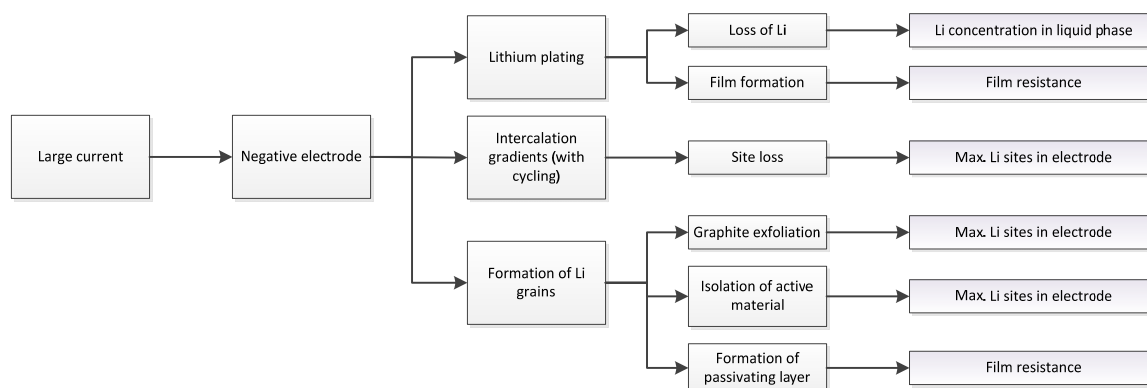 Large current
Negative electrode
Lithium plating
Loss of Li
Li concentration in liquid phase
Film formation
Film resistance
Intercalation
gradients (with
cycling)
Site loss
Max. Li sites in electrode
Formation of Li
grains
Graphite exfoliation
Max. Li sites in electrode
Isolation of active
material
Max. Li sites in electrode
Formation of
passivating layer
Film resistance